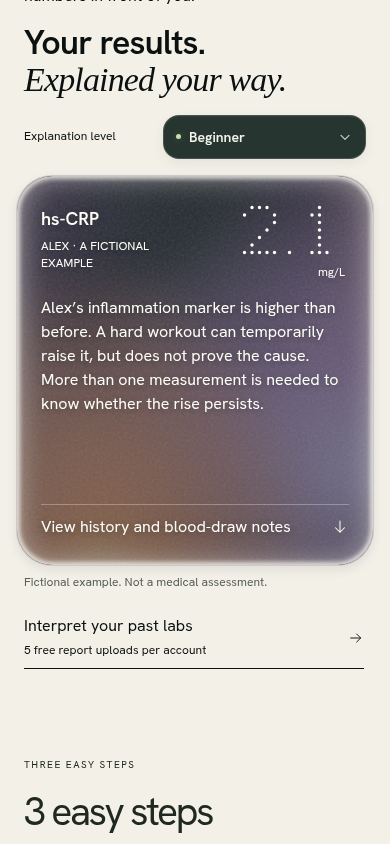 Your results.
Explained your way.
Explanation level
Beginner
hs-CRP
2.1
ALEX · A FICTIONAL
EXAMPLE
mg/L
Alex’s inflammation marker is higher than
before. A hard workout can temporarily
raise it, but does not prove the cause.
More than one measurement is needed to
know whether the rise persists.
View history and blood-draw notes
Fictional example. Not a medical assessment.
Interpret your past labs
5 free report uploads per account
THREE EASY STEPS
3 easy steps